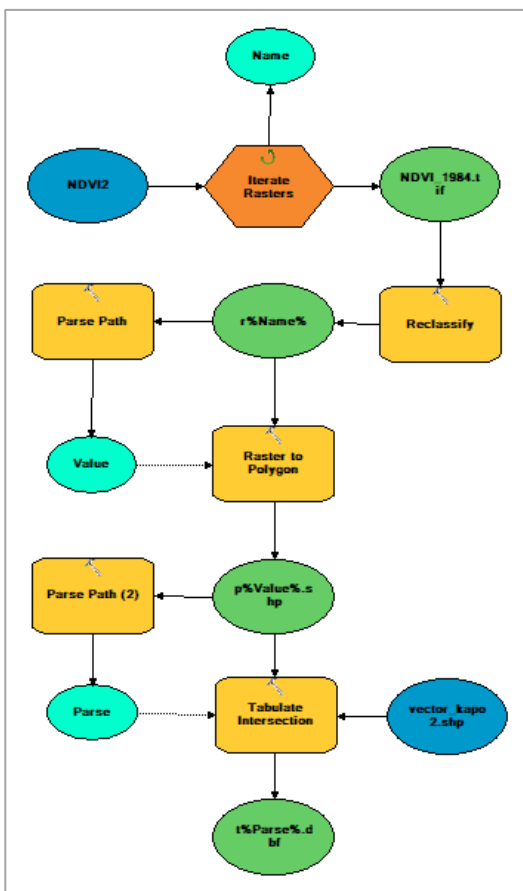 Name
NDVI2
Iterate
Rasters
NDVI_1984.t
if
Parse Path
r%Name%
Reclassify
Value
Raster to
Polygon
Parse Path (2)
p%Value%.s
hp
Parse
Tabulate
Intersection
vector_kapo
2.shp
t%Parse%.d
bf